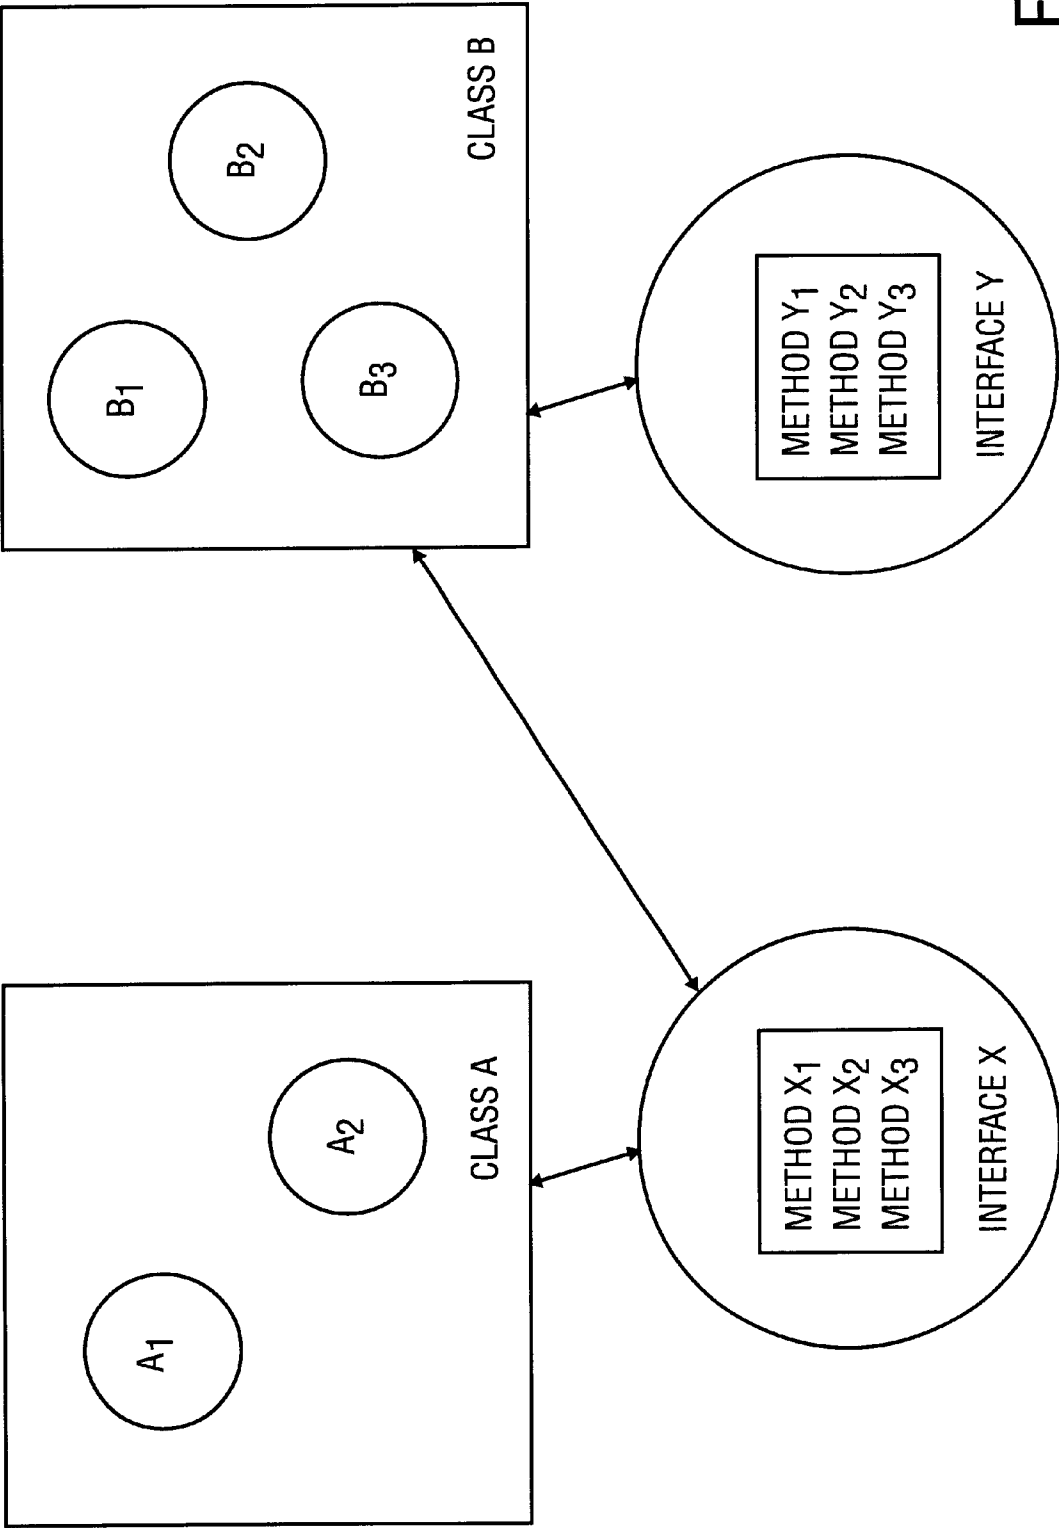 A1
A2
CLASS A
B1
B2
B3
CLASS B
METHOD X1
METHOD X2
METHOD X3
INTERFACE X
METHOD Y1
METHOD Y2
METHOD Y3
INTERFACE Y
F